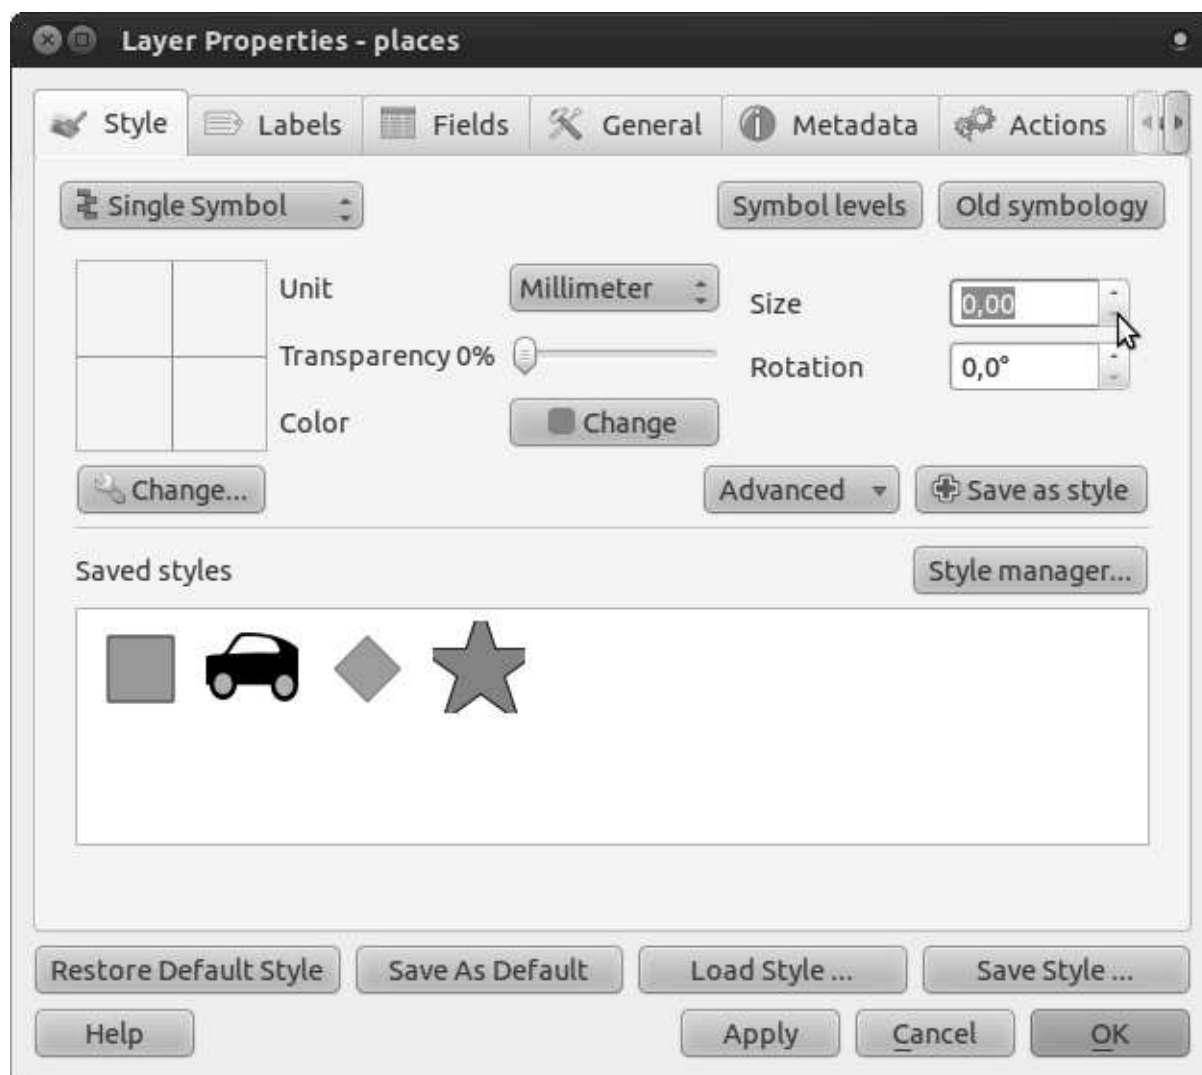 Layer Properties - places
Style Labels Fields General Metadata Actions
Single Symbol Symbol levels Old symbology
Unit Millimeter Size 0,00
Transparency 0% Rotation 0,0°
Color Change
Change... Advanced Save as style
Saved styles Style manager...
Restore Default Style Save As Default Load Style ... Save Style ...
Help Apply Cancel OK